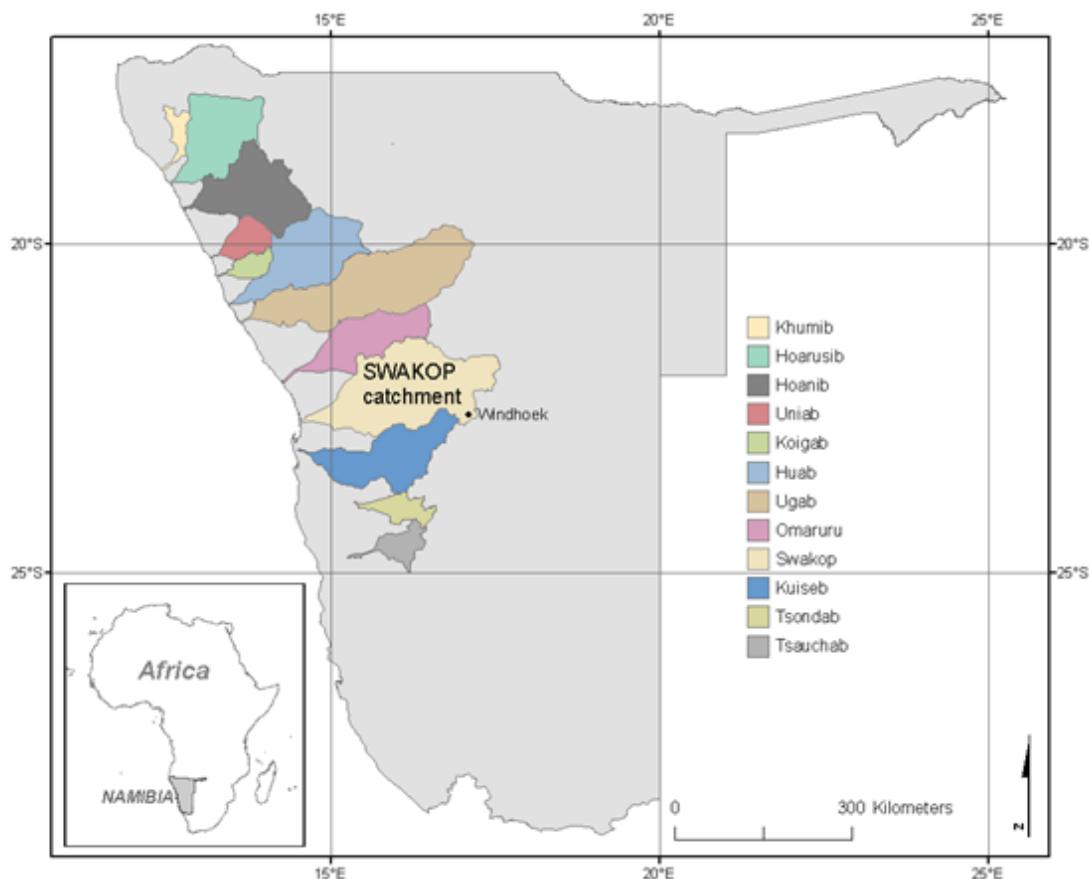 15°E
20°E
25°E
20°S
20°S
SWAKOP
catchment
Windhoek
Khumib
Hoarusib
Hoanib
Uniab
Koigab
Huab
Ugab
Omaruru
Swakop
Kuiseb
Tsondab
Tsauchab
25°S
25°S
Africa
NAMIBIA
0
300 Kilometers
N
15°E
20°E
25°E